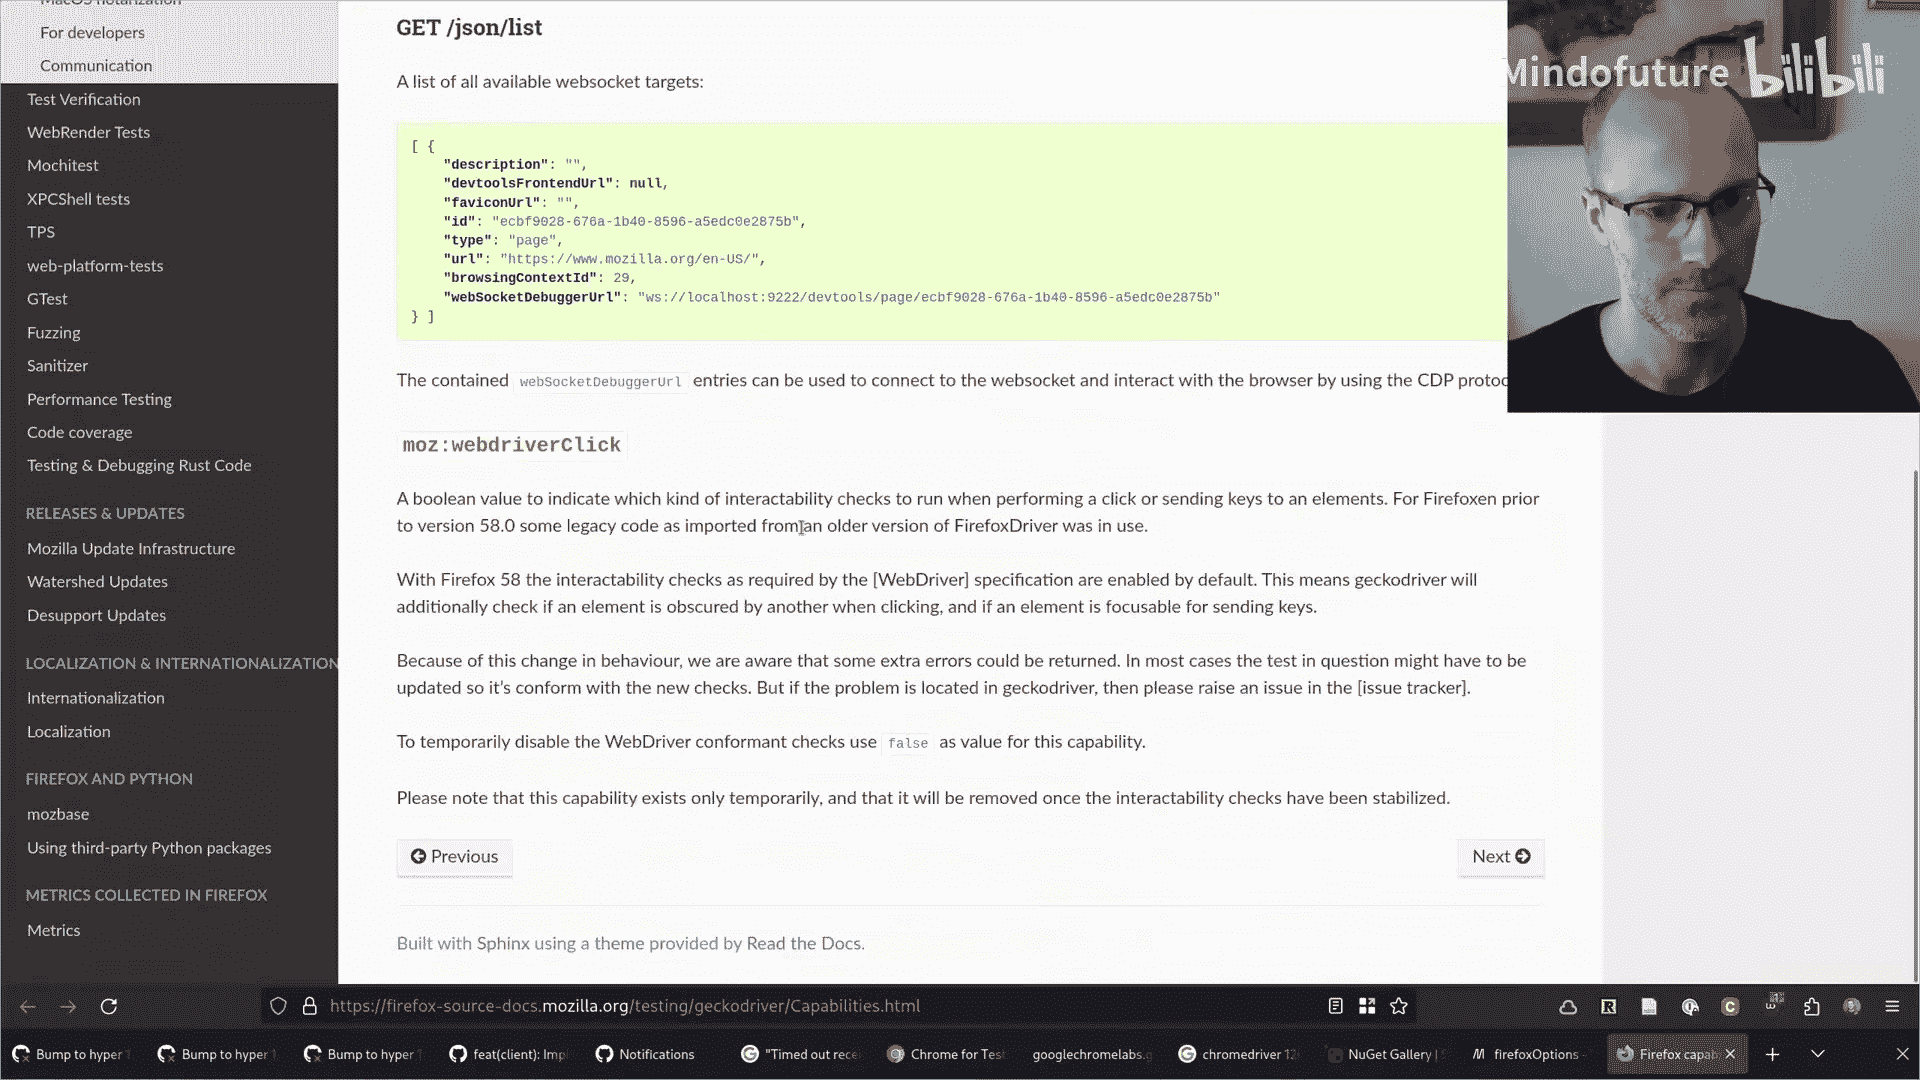 MacOS notarization
For developers
Communication
Test Verification
WebRender Tests
Mochitest
XPCShell tests
TPS
web-platform-tests
GTest
Fuzzing
Sanitizer
Performance Testing
Code coverage
Testing & Debugging Rust Code
RELEASES & UPDATES
Mozilla Update Infrastructure
Watershed Updates
Desupport Updates
LOCALIZATION & INTERNATIONALIZATION
Internationalization
Localization
FIREFOX AND PYTHON
mozbase
Using third-party Python packages
METRICS COLLECTED IN FIREFOX
Metrics
GET /json/list
A list of all available websocket targets:
[ {
"description": "",
"devtoolsFrontendUrl": null,
"faviconUrl": "",
"id": "ecbf9028-676a-1b40-8596-a5edc0e2875b",
"type": "page",
"url": "https://www.mozilla.org/en-US/",
"browsingContextId": 29,
"webSocketDebuggerUrl": "ws://localhost:9222/devtools/page/ecbf9028-676a-1b40-8596-a5edc0e2875b"
} ]
The contained webSocketDebuggerUrl entries can be used to connect to the websocket and interact with the browser by using the CDP protoc
moz:webdriverClick
A boolean value to indicate which kind of interactability checks to run when performing a click or sending keys to an elements. For Firefoxen prior
to version 58.0 some legacy code as imported from an older version of FirefoxDriver was in use.
With Firefox 58 the interactability checks as required by the [WebDriver] specification are enabled by default. This means geckodriver will
additionally check if an element is obscured by another when clicking, and if an element is focusable for sending keys.
Because of this change in behaviour, we are aware that some extra errors could be returned. In most cases the test in question might have to be
updated so it's conform with the new checks. But if the problem is located in geckodriver, then please raise an issue in the [issue tracker].
To temporarily disable the WebDriver conformant checks use false as value for this capability.
Please note that this capability exists only temporarily, and that it will be removed once the interactability checks have been stabilized.
Previous
Next
Built with Sphinx using a theme provided by Read the Docs.
Mindofuture bilibili
https://firefox-source-docs.mozilla.org/testing/geckodriver/Capabilities.html
Bump to hyper 1
Bump to hyper 1
Bump to hyper 1
feat(client): Imp
Notifications
"Timed out rece
Chrome for Test
googlechromelabs.g
chromedriver 12
NuGet Gallery |
firefoxOptions -
Firefox capab